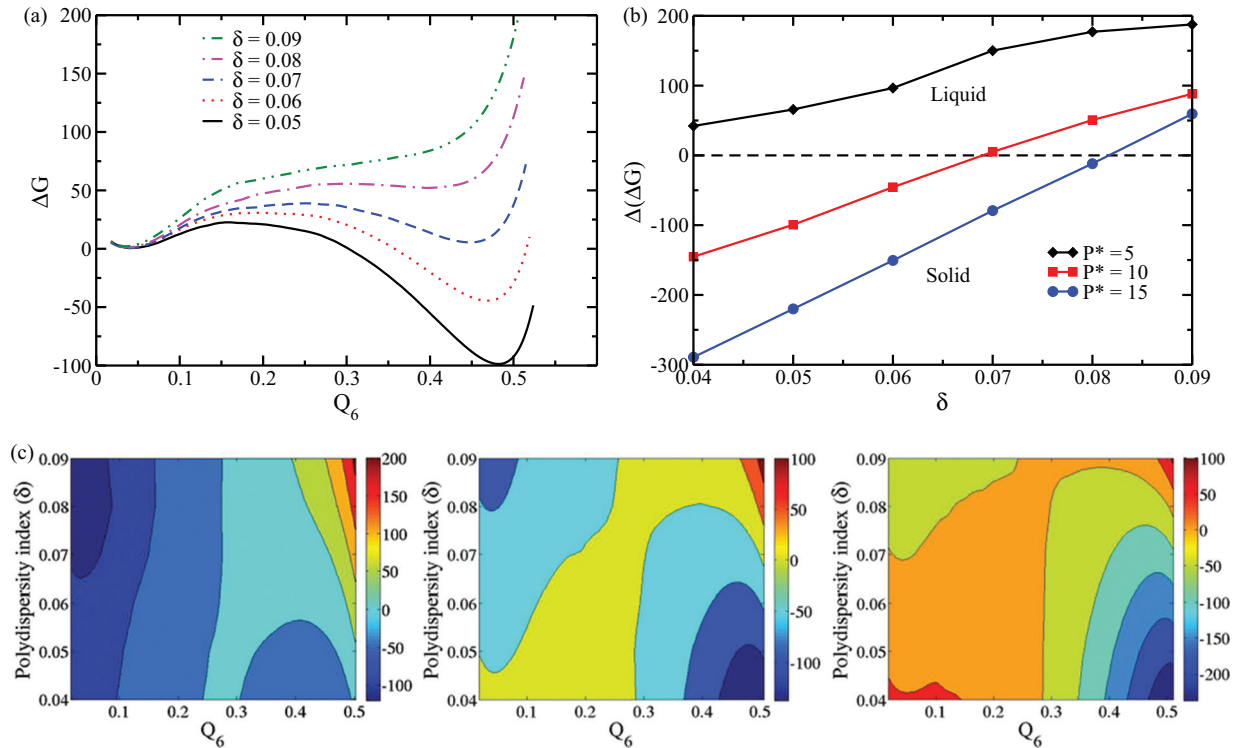 (a)
(b)
200
150
100
50
0
-50
-100
ΔG
δ = 0.09
δ = 0.08
δ = 0.07
δ = 0.06
δ = 0.05
0 0.1 0.2 0.3 0.4 0.5
Q6
200
100
0
-100
-200
-300
Δ(ΔG)
Liquid
Solid
P* = 5
P* = 10
P* = 15
0.04 0.05 0.06 0.07 0.08 0.09
δ
(c)
Polydispersity index (δ)
0.09
0.08
0.07
0.06
0.05
0.04
0.1 0.2 0.3 0.4 0.5
Q6
200
150
100
50
0
-50
-100
Polydispersity index (δ)
0.09
0.08
0.07
0.06
0.05
0.04
0.1 0.2 0.3 0.4 0.5
Q6
100
50
0
-50
-100
Polydispersity index (δ)
0.09
0.08
0.07
0.06
0.05
0.04
0.1 0.2 0.3 0.4 0.5
Q6
100
50
0
-50
-100
-150
-200